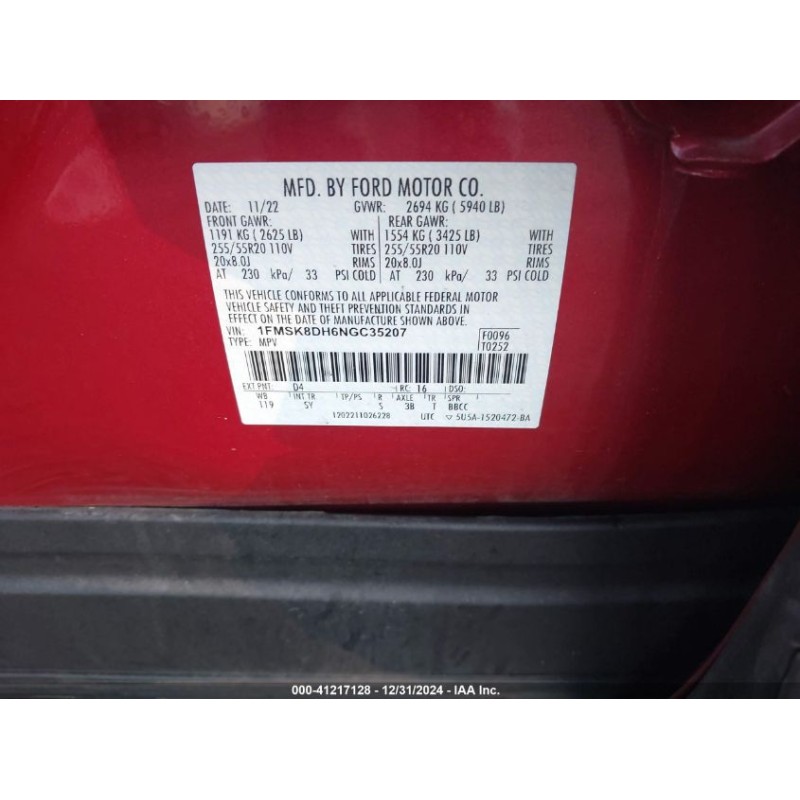 MFD. BY FORD MOTOR CO.
DATE: 11/22 GVWR: 2694 KG ( 5940 LB)
FRONT GAWR: REAR GAWR:
1191 KG ( 2625 LB) WITH 1554 KG ( 3425 LB) WITH
255/55R20 110V TIRES 255/55R20 110V TIRES
20x8.0J RIMS 20x8.0J RIMS
AT 230 kPa/ 33 PSI COLD AT 230 kPa/ 33 PSI COLD
THIS VEHICLE CONFORMS TO ALL APPLICABLE FEDERAL MOTOR
VEHICLE SAFETY AND THEFT PREVENTION STANDARDS IN
EFFECT ON THE DATE OF MANUFACTURE SHOWN ABOVE.
VIN: 1FMSK8DH6NGC35207 F0096
TYPE: MPV T0252
EXT PNT: D4 RC: 16 DSO:
WB INT TR TP/PS R AXLE TR SPR
119 SY 5 3B T BBCC
1202211026228 UTC 5U5A-1520472-BA
000-41217128 - 12/31/2024 - IAA Inc.